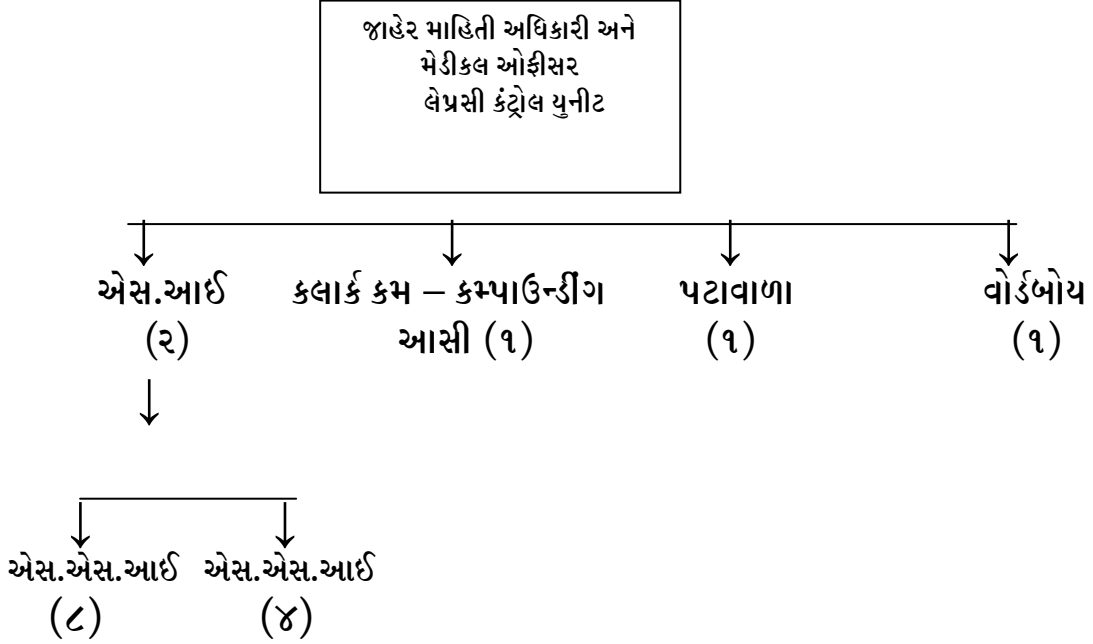 જાહેર માહિતી અધિકારી અને
મેડીકલ ઓફીસર
લેપ્રસી કંટ્રોલ યુનીટ
એસ.આઈ કલાર્ક કમ – કમ્પાઉન્ડીંગ પટાવાળા વોર્ડબોય
(૨) આસી (૧) (૧) (૧)
એસ.એસ.આઈ એસ.એસ.આઈ
(૮) (૪)